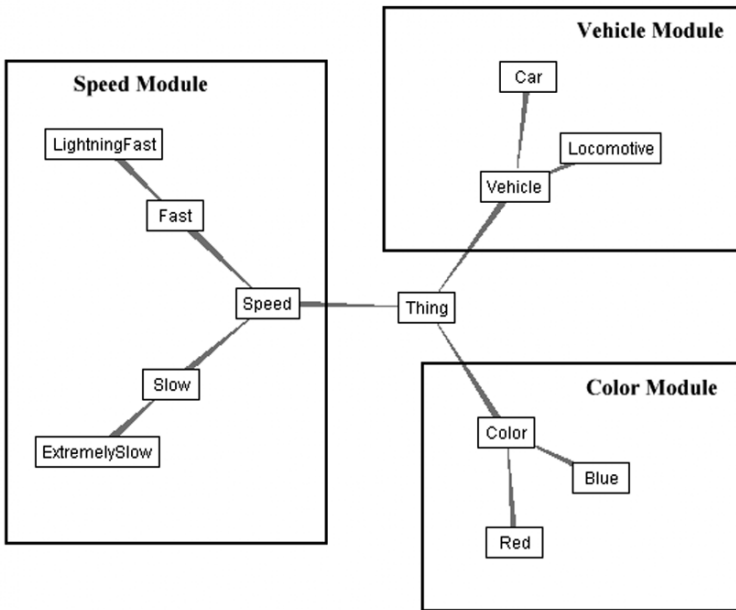 Vehicle Module
Car
Locomotive
Vehicle
Speed Module
LightningFast
Fast
Speed
Thing
Slow
ExtremelySlow
Color Module
Color
Blue
Red